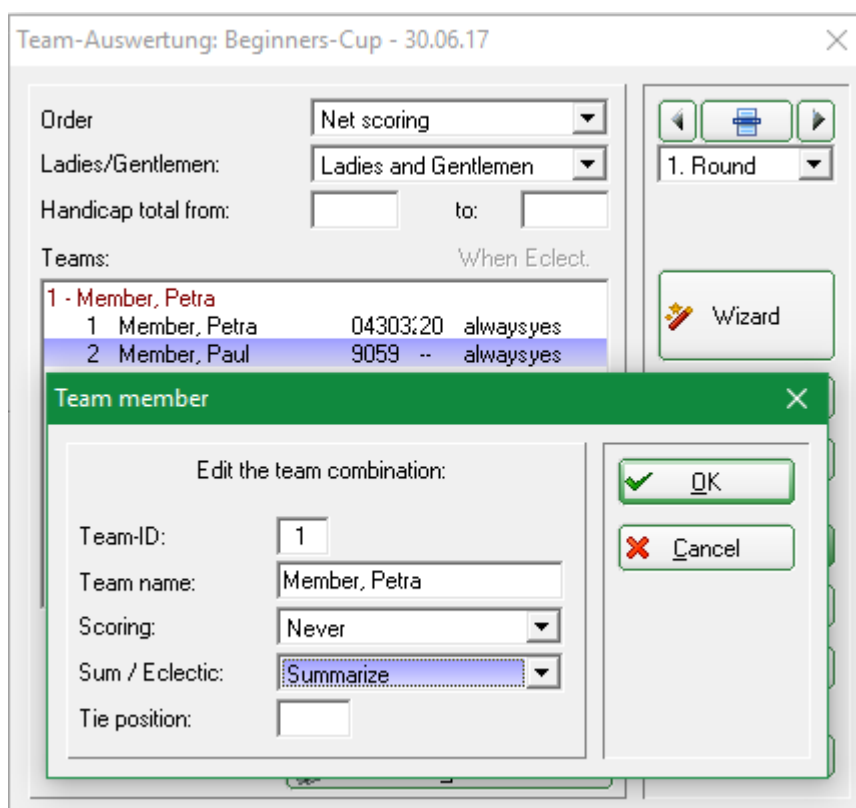 Team-Auswertung: Beginners-Cup - 30.06.17
Order Net scoring
Ladies/Gentlemen: Ladies and Gentlemen 1. Round
Handicap total from: to:
Teams: When Eclect.
1 - Member, Petra
1 Member, Petra 04303:20 alwaysyes
2 Member, Paul 9059 -- alwaysyes
Wizard
Team member
Edit the team combination:
Team-ID: 1
Team name: Member, Petra
Scoring: Never
Sum / Eclectic: Summarize
Tie position:
OK
Cancel